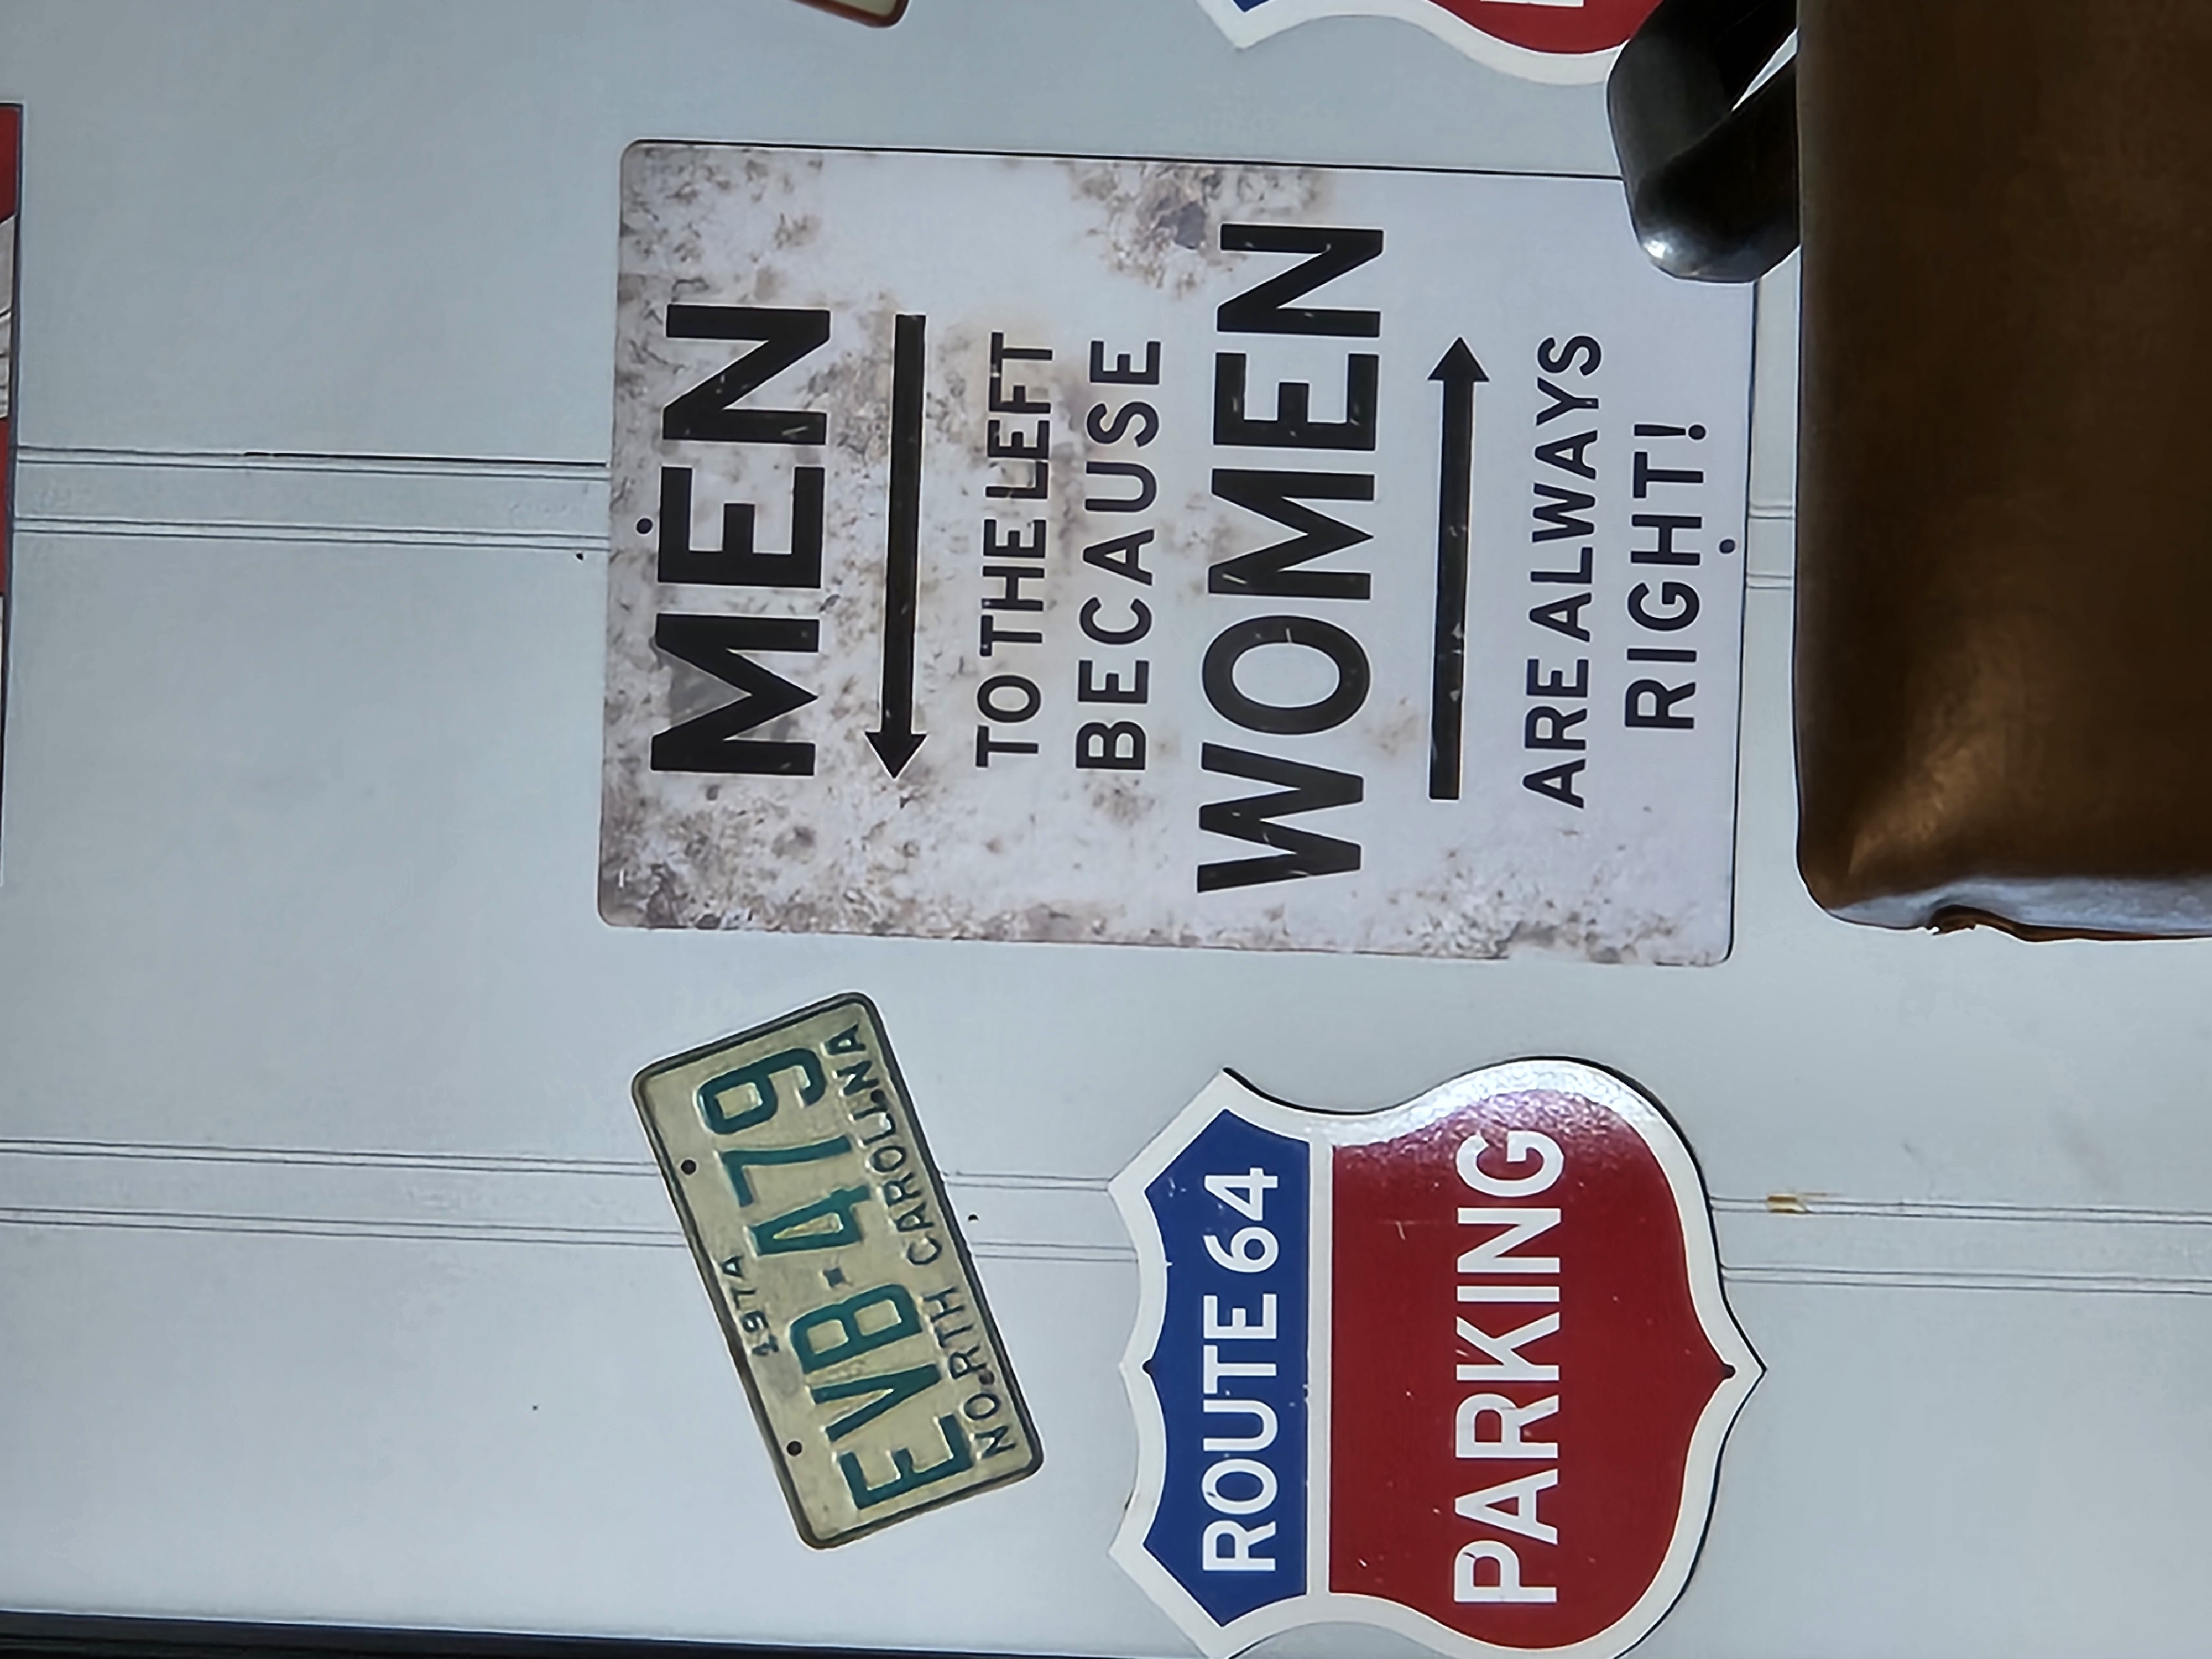 MEN
TO THE LEFT
BECAUSE
WOMEN
ARE ALWAYS
RIGHT!
1974
EVB·479
NORTH CAROLINA
ROUTE 64
PARKING